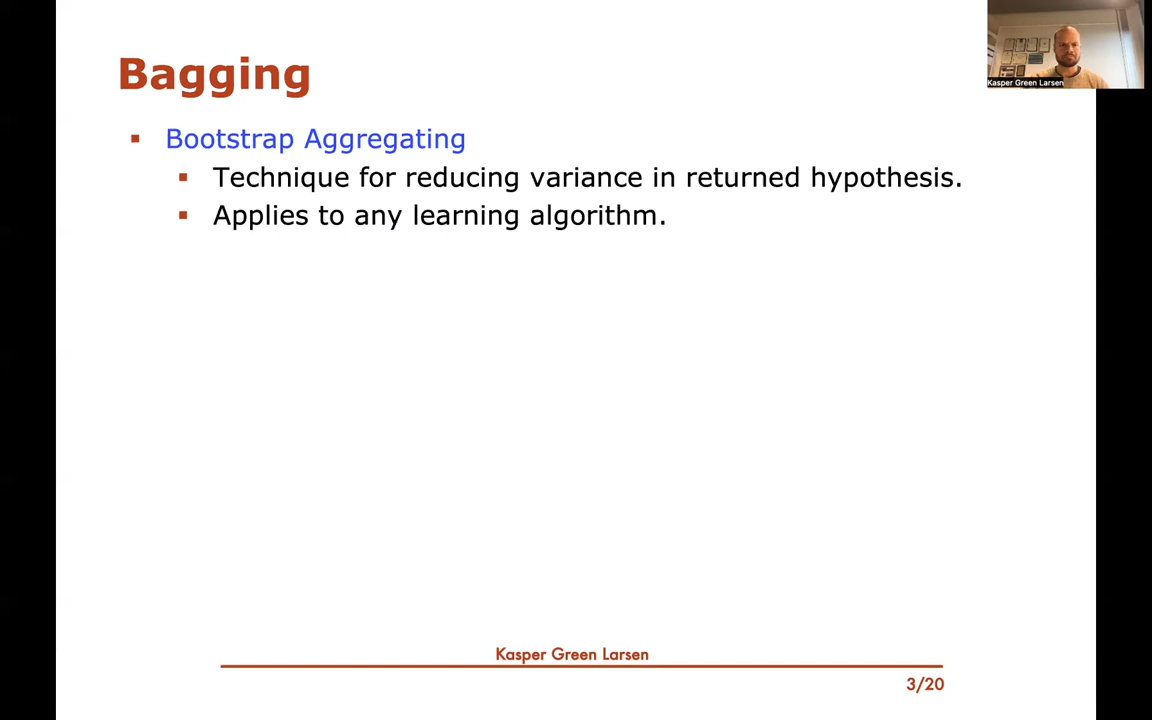 Bagging
Kasper Green Larsen
▪ Bootstrap Aggregating
▪ Technique for reducing variance in returned hypothesis.
▪ Applies to any learning algorithm.
Kasper Green Larsen
3/20